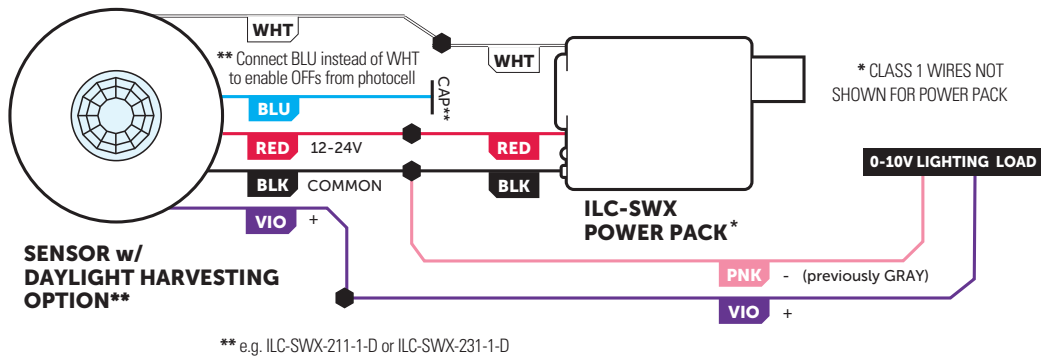 WHT
** Connect BLU instead of WHT
to enable OFFs from photocell
WHT
* CLASS 1 WIRES NOT
SHOWN FOR POWER PACK
CAP**
BLU
RED 12-24V
RED
BLK COMMON
BLK
0-10V LIGHTING LOAD
VIO +
ILC-SWX
POWER PACK*
SENSOR w/
DAYLIGHT HARVESTING
OPTION**
PNK - (previously GRAY)
VIO +
** e.g. ILC-SWX-211-1-D or ILC-SWX-231-1-D